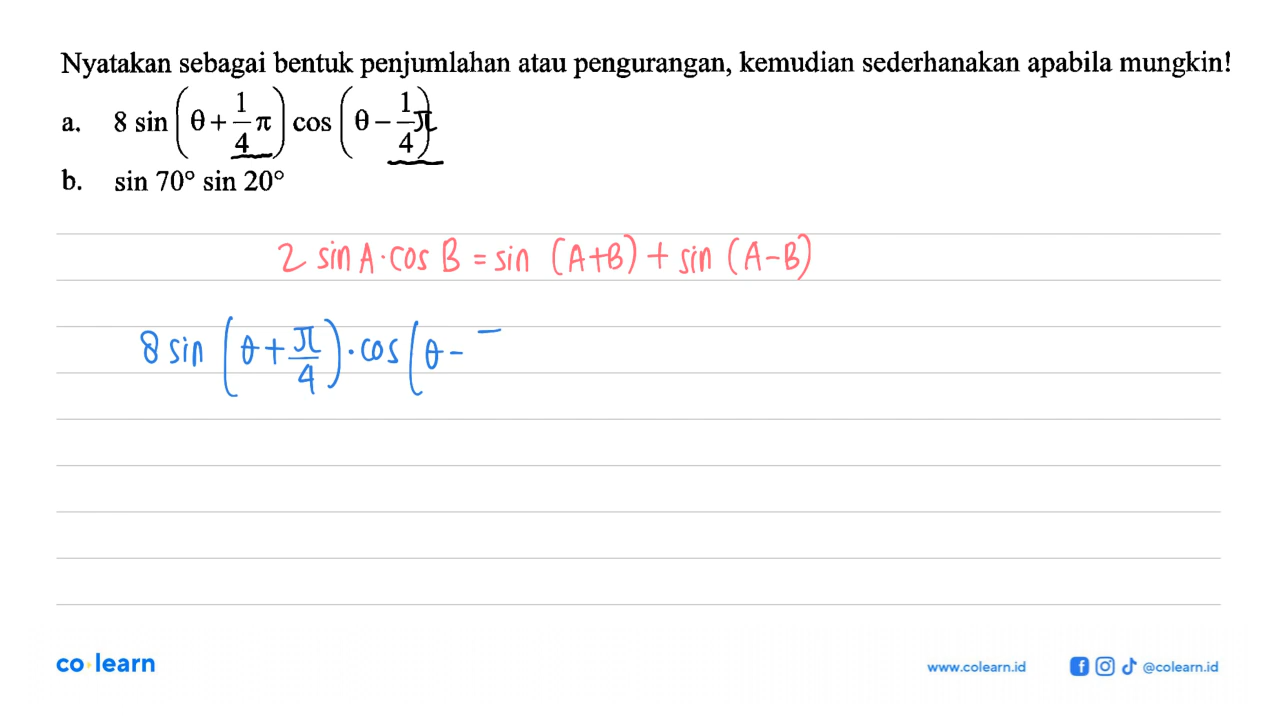 Nyatakan sebagai bentuk penjumlahan atau pengurangan, kemudian sederhanakan apabila mungkin!
a. 8 sin (θ + 1/4 π) cos (θ − 1/4 π)
b. sin 70° sin 20°
2 sin A · cos B = sin (A+B) + sin (A−B)
8 sin (θ + π/4) · cos (θ −
co learn
www.colearn.id @colearn.id